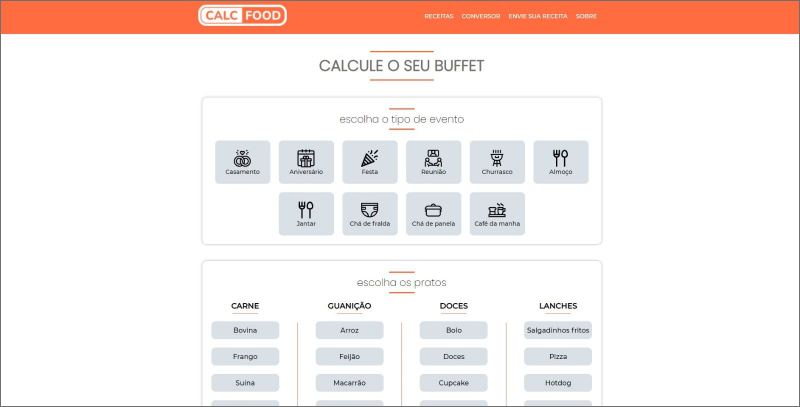 CALC FOOD
RECEITAS CONVERSOR ENVIE SUA RECEITA SOBRE
CALCULE O SEU BUFFET
escolha o tipo de evento
Casamento Aniversário Festa Reunião Churrasco Almoço
Jantar Chá de fralda Chá de panela Café da manha
escolha os pratos
CARNE GUANIÇÃO DOCES LANCHES
Bovina Arroz Bolo Salgadinhos fritos
Frango Feijão Doces Pizza
Suína Macarrão Cupcake Hotdog